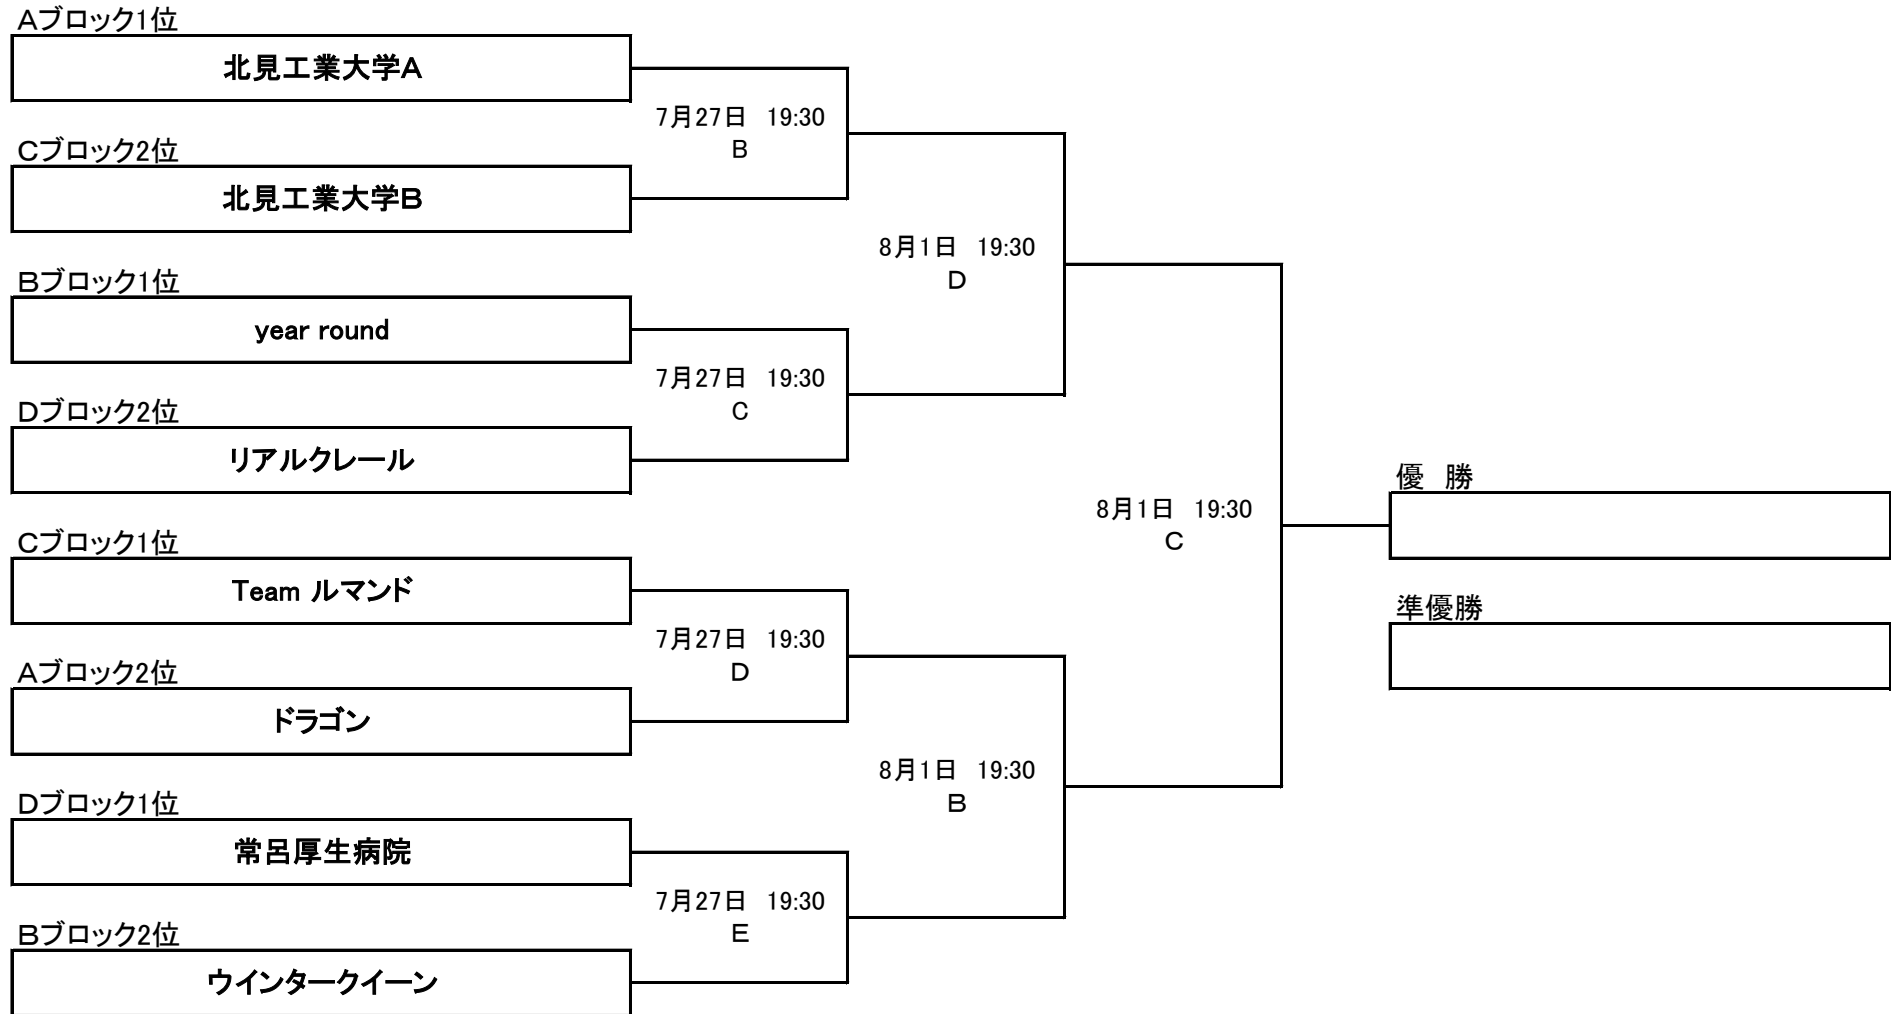 Aブロック1位
北見工業大学A
7月27日　19:30
B
Cブロック2位
北見工業大学B
8月1日　19:30
D
Bブロック1位
year round
7月27日　19:30
C
Dブロック2位
リアルクレール
優　勝
8月1日　19:30
C
Cブロック1位
Team ルマンド
準優勝
7月27日　19:30
D
Aブロック2位
ドラゴン
8月1日　19:30
B
Dブロック1位
常呂厚生病院
7月27日　19:30
E
Bブロック2位
ウインタークイーン